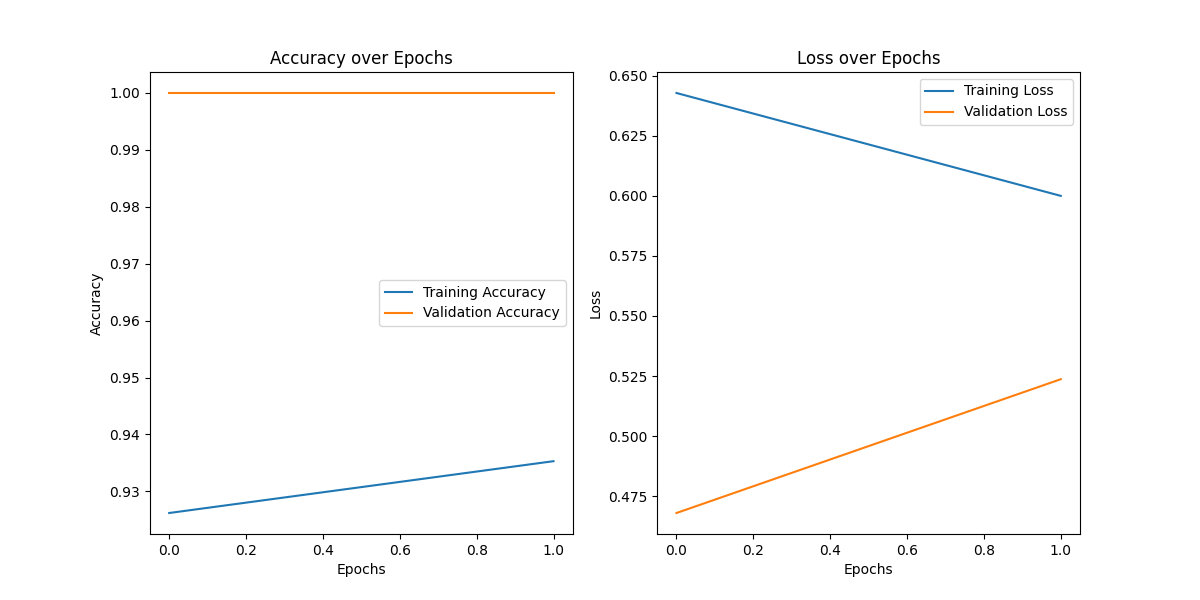 Accuracy over Epochs
1.00
0.99
0.98
0.97
0.96
0.95
0.94
0.93
Accuracy
Training Accuracy
Validation Accuracy
0.0 0.2 0.4 0.6 0.8 1.0
Epochs
Loss over Epochs
0.650
0.625
0.600
0.575
0.550
0.525
0.500
0.475
Loss
Training Loss
Validation Loss
0.0 0.2 0.4 0.6 0.8 1.0
Epochs